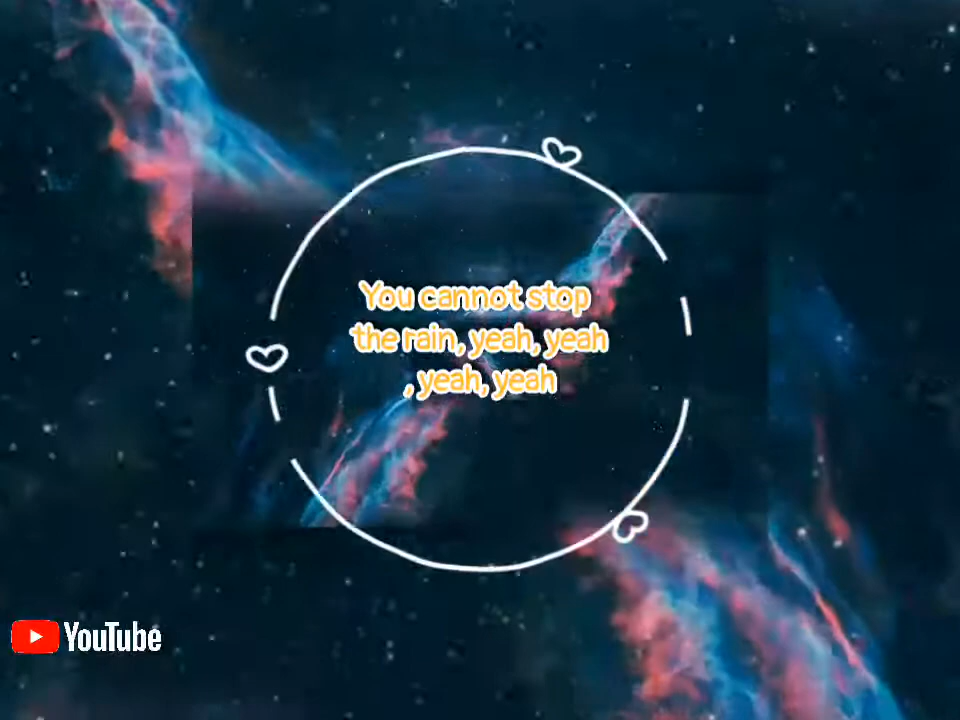 You cannot stop
the rain, yeah, yeah
, yeah, yeah
YouTube